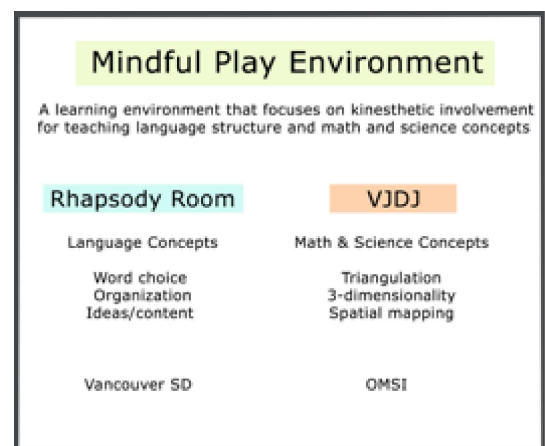 Mindful Play Environment
A learning environment that focuses on kinesthetic involvement
for teaching language structure and math and science concepts
Rhapsody Room
Language Concepts
Word choice
Organization
Ideas/content
Vancouver SD
VJDJ
Math & Science Concepts
Triangulation
3-dimensionality
Spatial mapping
OMSI